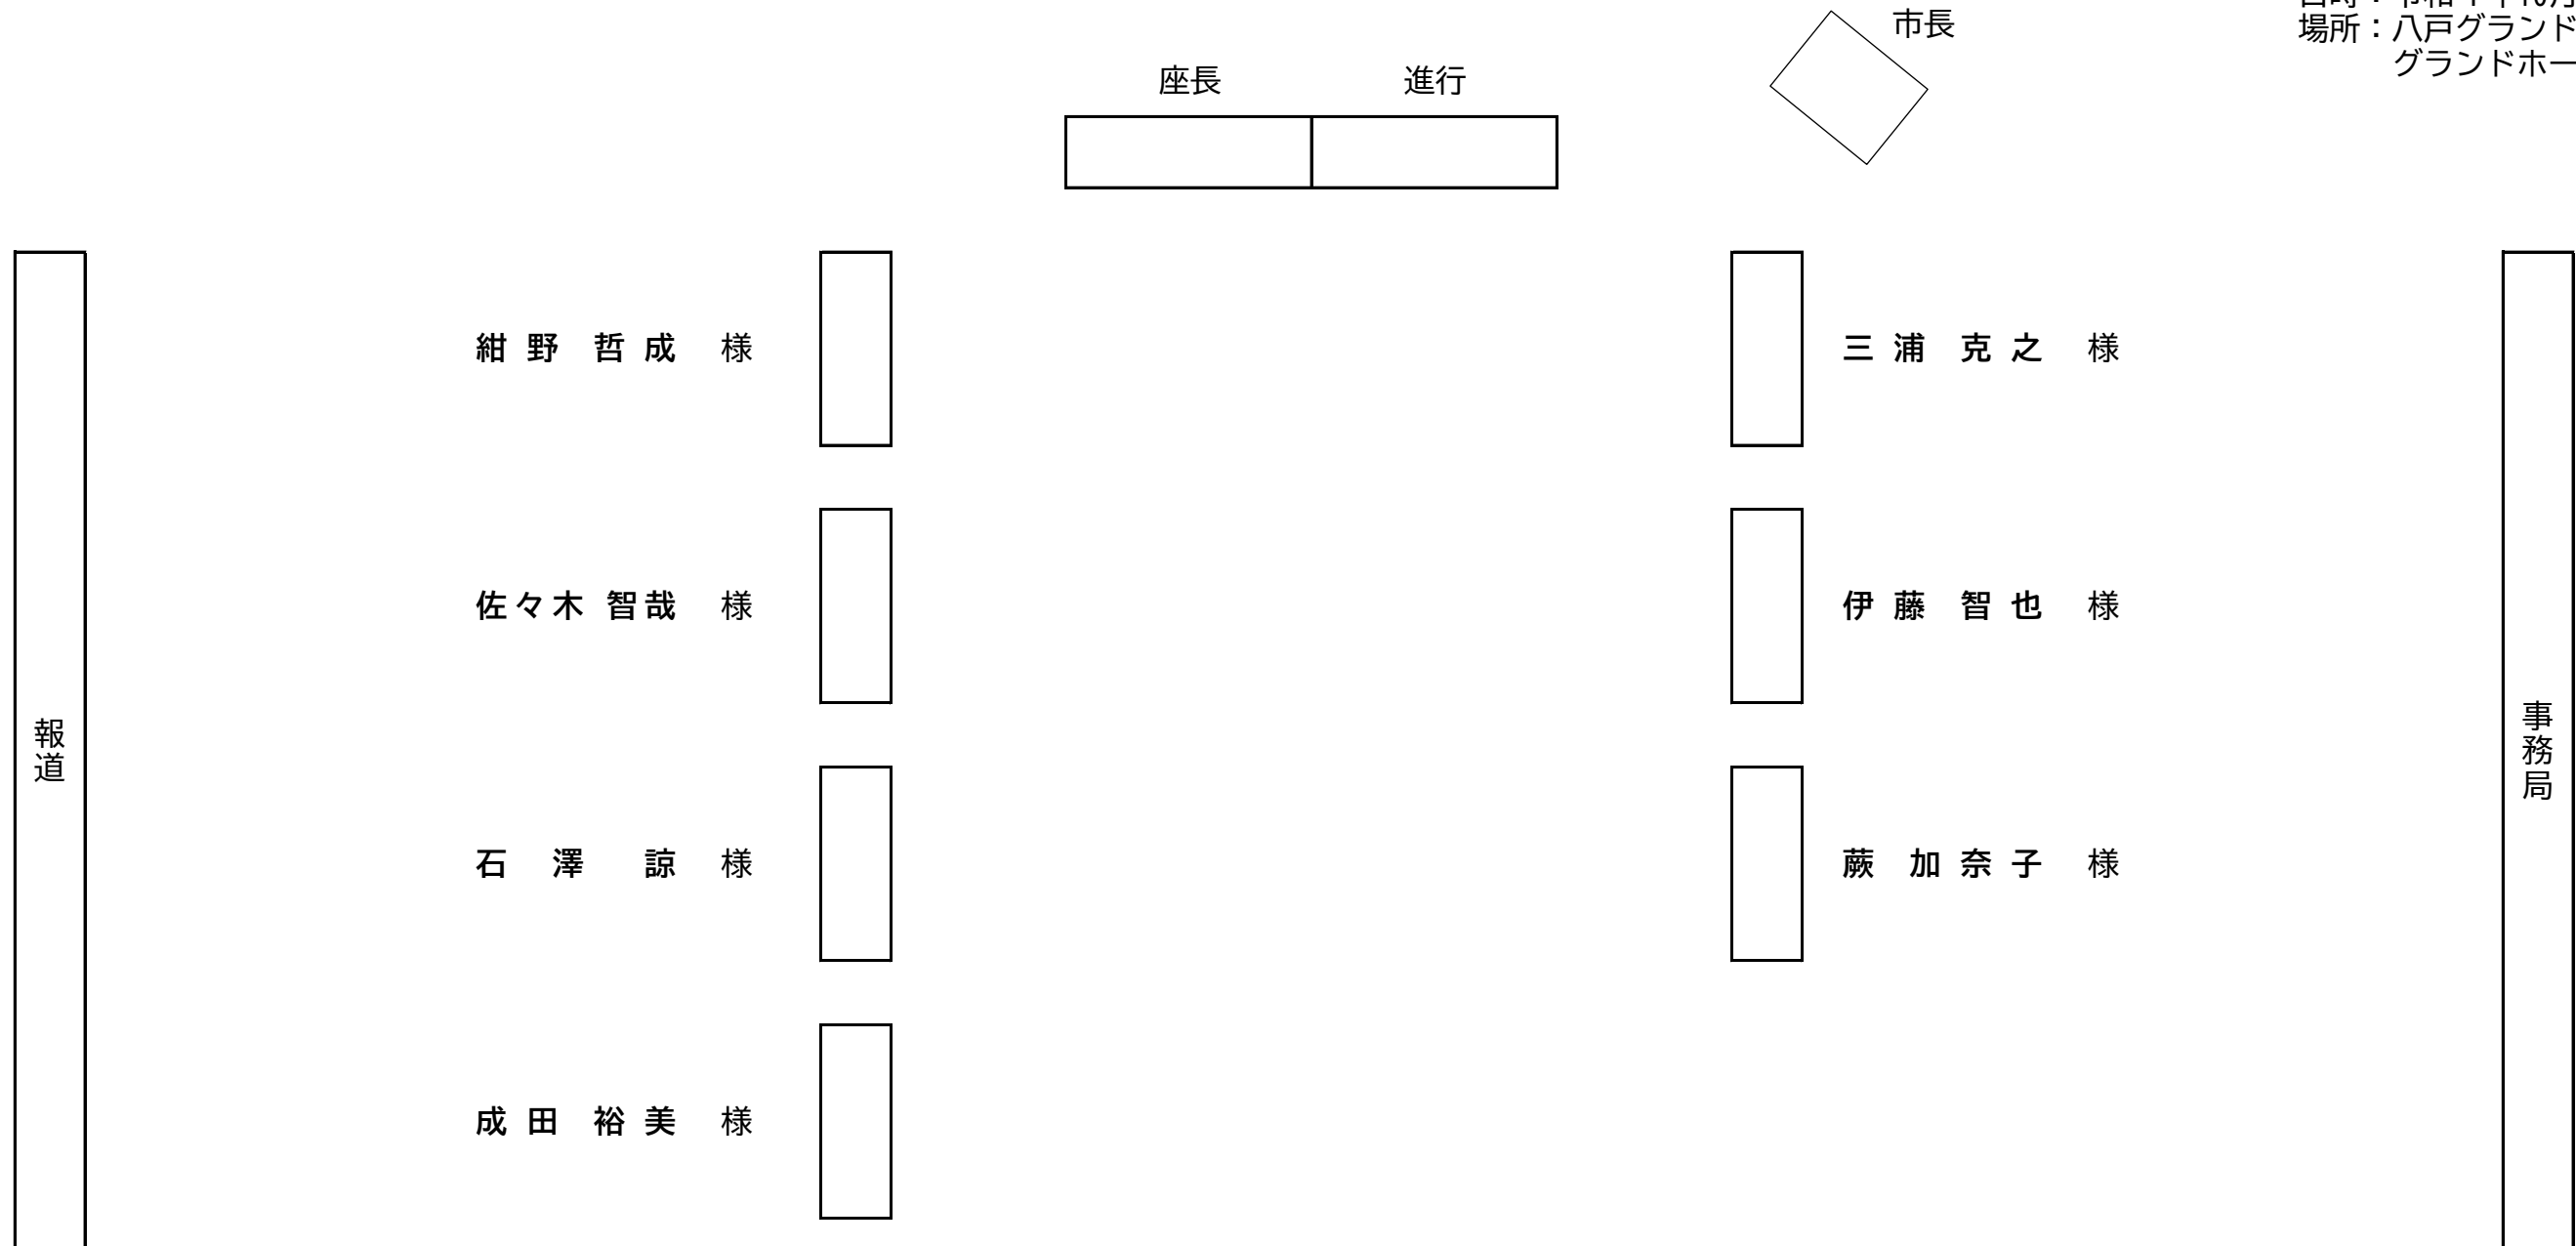 市長
場所：八戸グランド
グランドホー
座長 進行
紺野 哲成 様
三浦 克之 様
佐々木 智哉 様
伊藤 智也 様
報道
事務局
石澤 諒 様
蕨 加奈子 様
成田 裕美 様